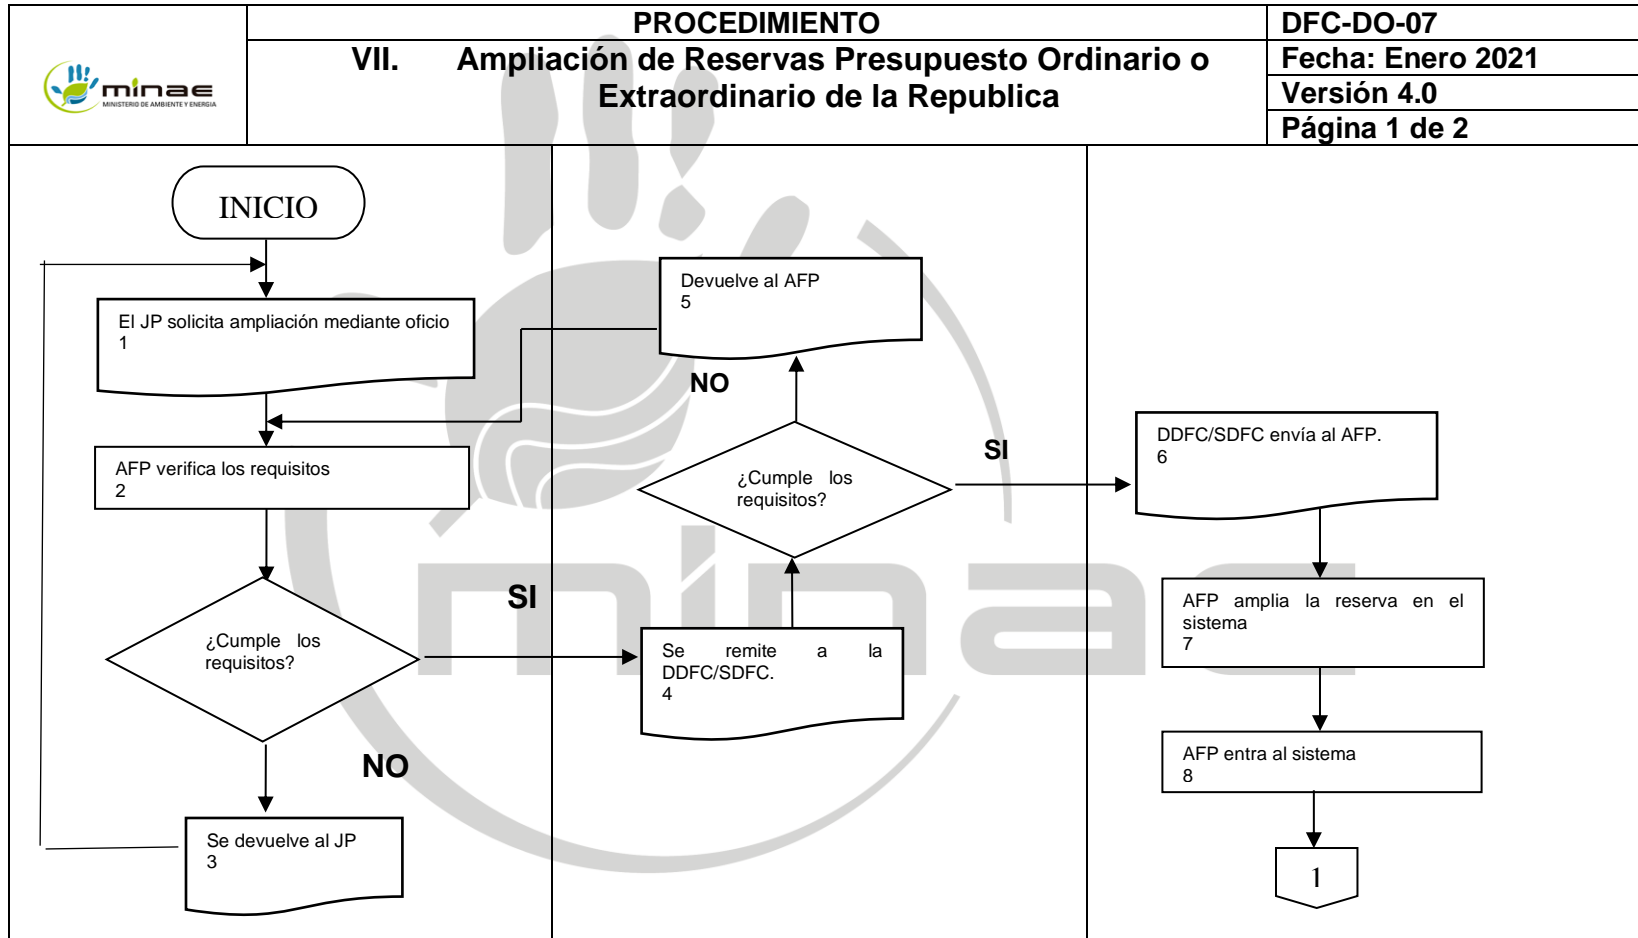 minae
MINISTERIO DE AMBIENTE Y ENERGIA
PROCEDIMIENTO
VII. Ampliación de Reservas Presupuesto Ordinario o
Extraordinario de la Republica
DFC-DO-07
Fecha: Enero 2021
Versión 4.0
Página 1 de 2
INICIO
El JP solicita ampliación mediante oficio
1
AFP verifica los requisitos
2
¿Cumple los
requisitos?
SI
NO
Se devuelve al JP
3
Devuelve al AFP
5
NO
¿Cumple los
requisitos?
SI
Se remite a la
DDFC/SDFC.
4
DDFC/SDFC envía al AFP.
6
AFP amplia la reserva en el
sistema
7
AFP entra al sistema
8
1
minae